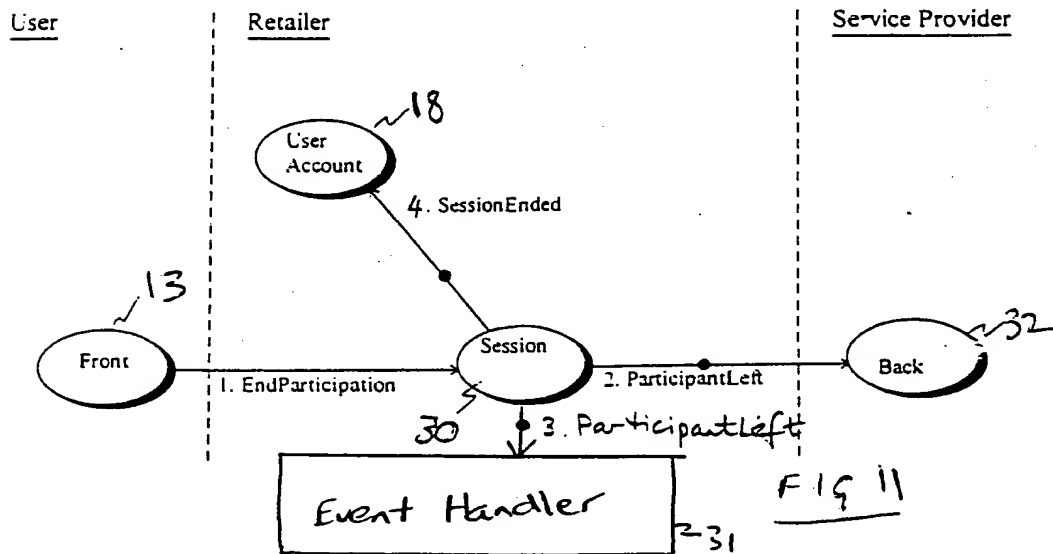 User
Retailer
Service Provider
18
User
Account
4. SessionEnded
13
32
Front
Session
Back
1. EndParticipation
2. ParticipantLeft
30
3. ParticipantLeft
Event Handler
31
FIG 11